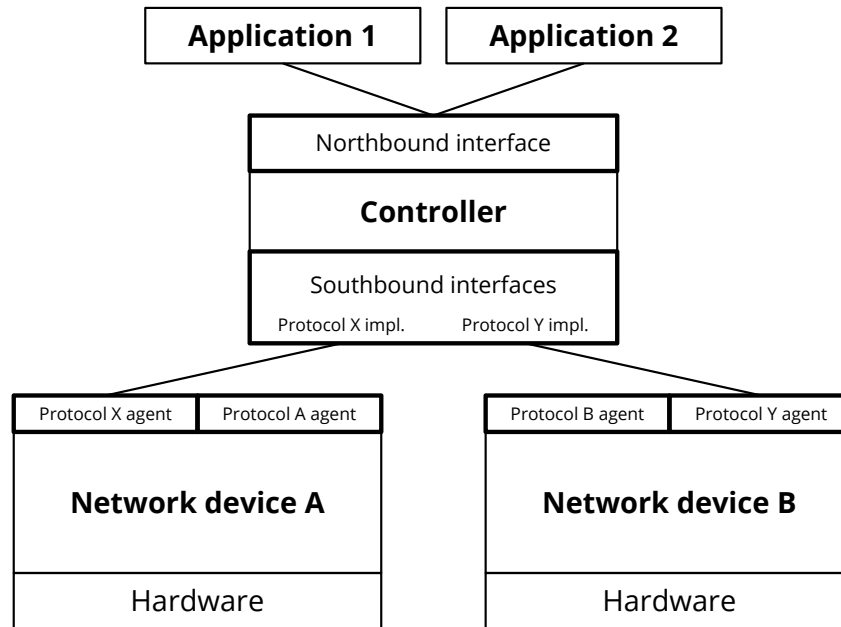 Application 1
Application 2
Northbound interface
Controller
Southbound interfaces
Protocol X impl.
Protocol Y impl.
Protocol X agent
Protocol A agent
Protocol B agent
Protocol Y agent
Network device A
Network device B
Hardware
Hardware